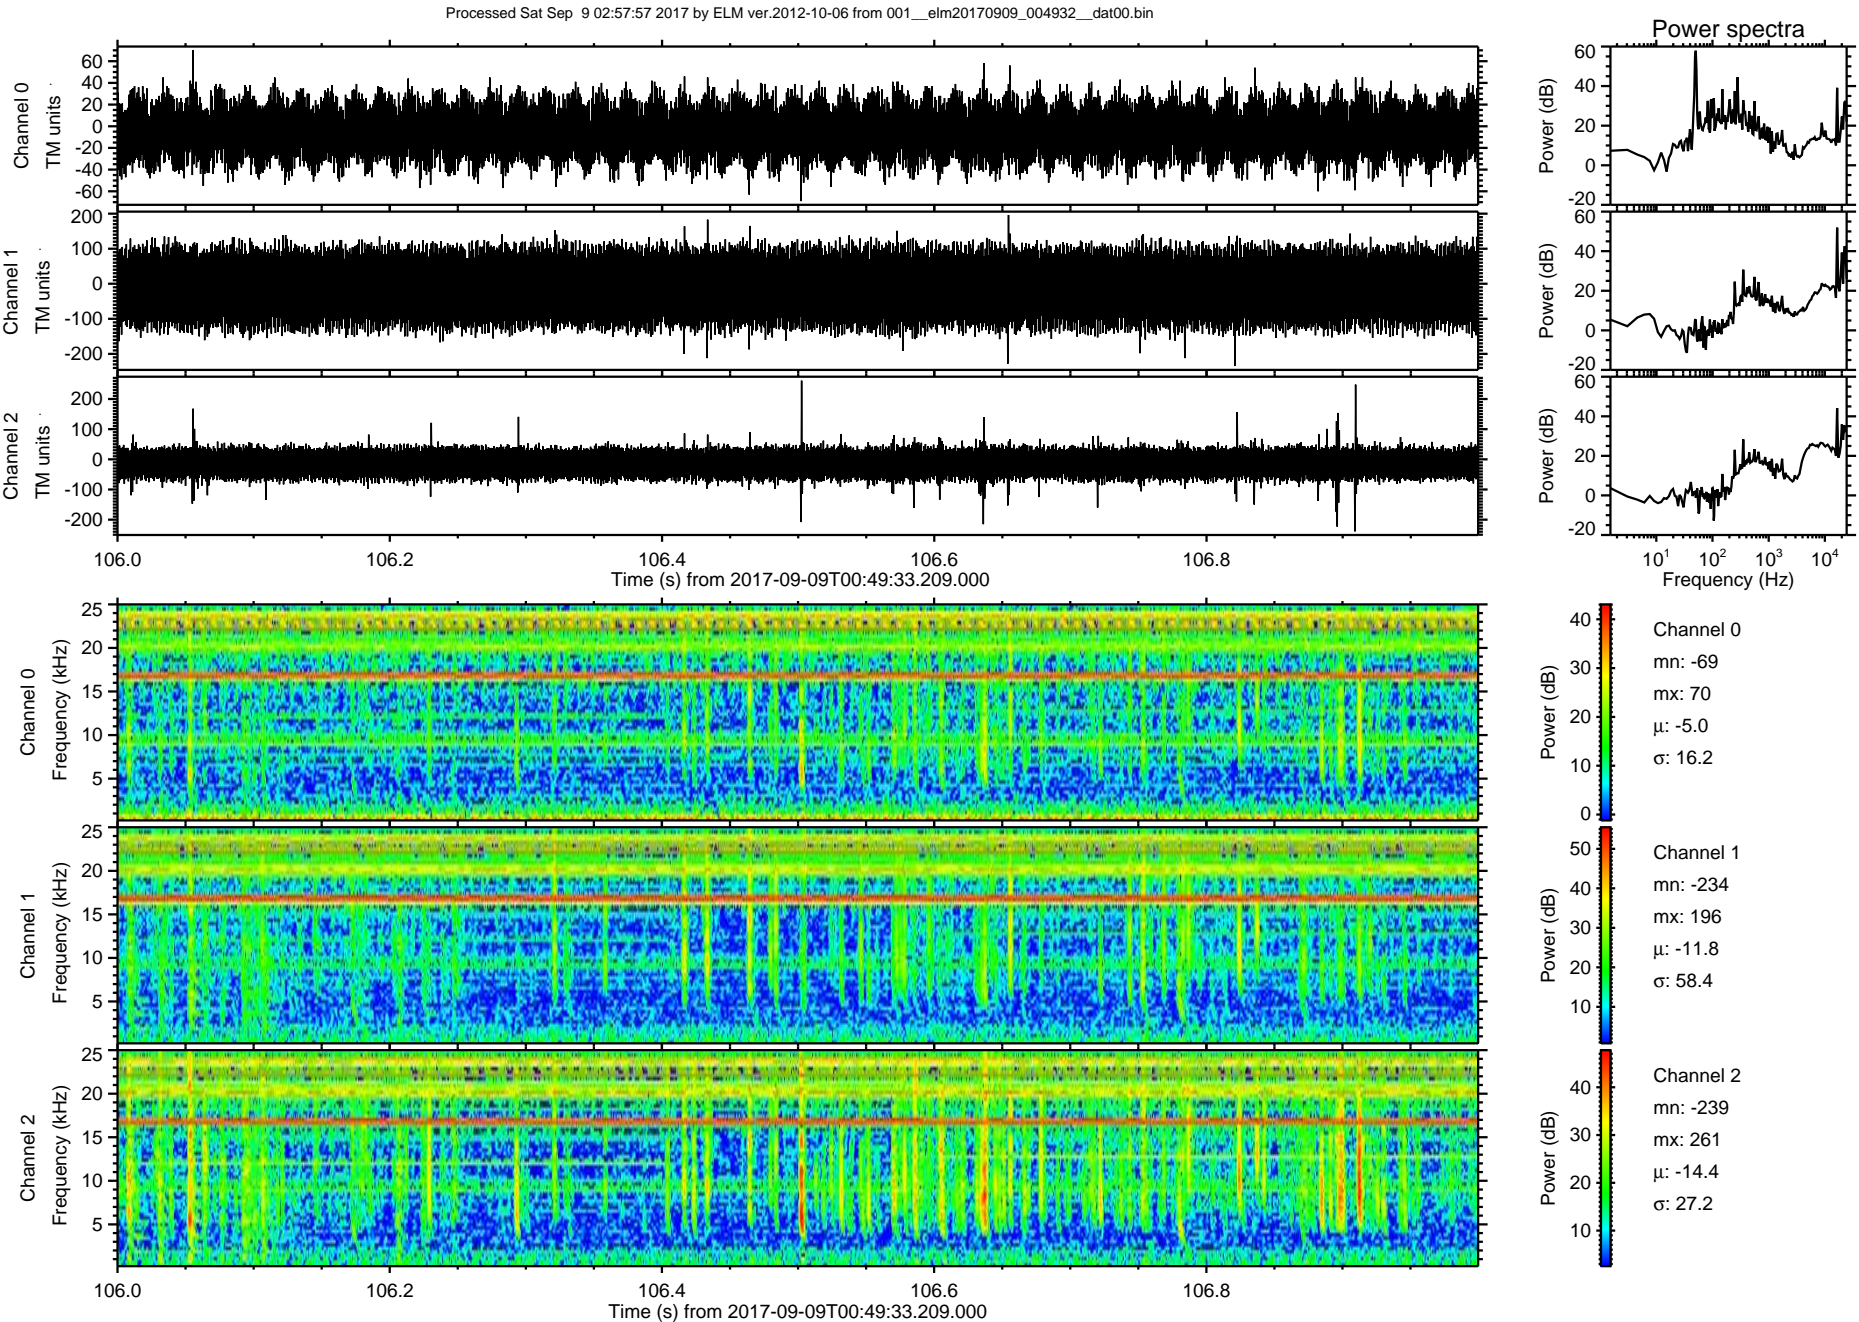 Processed Sat Sep  9 02:57:57 2017 by ELM ver.2012-10-06 from 001__elm20170909_004932__dat00.bin
Power spectra
Channel 0
TM units
60
40
20
0
-20
-40
-60
Power (dB)
60
40
20
0
-20
Channel 1
TM units
200
100
0
-100
-200
Power (dB)
60
40
20
0
-20
Channel 2
TM units
200
100
0
-100
-200
Power (dB)
60
40
20
0
-20
106.0 106.2 106.4 106.6 106.8
Time (s) from 2017-09-09T00:49:33.209.000
10¹ 10² 10³ 10⁴
Frequency (Hz)
Channel 0
Frequency (kHz)
25
20
15
10
5
Power (dB)
40
30
20
10
0
Channel 0
mn: -69
mx: 70
μ: -5.0
σ: 16.2
Channel 1
Frequency (kHz)
25
20
15
10
5
Power (dB)
50
40
30
20
10
Channel 1
mn: -234
mx: 196
μ: -11.8
σ: 58.4
Channel 2
Frequency (kHz)
25
20
15
10
5
Power (dB)
40
30
20
10
Channel 2
mn: -239
mx: 261
μ: -14.4
σ: 27.2
106.0 106.2 106.4 106.6 106.8
Time (s) from 2017-09-09T00:49:33.209.000